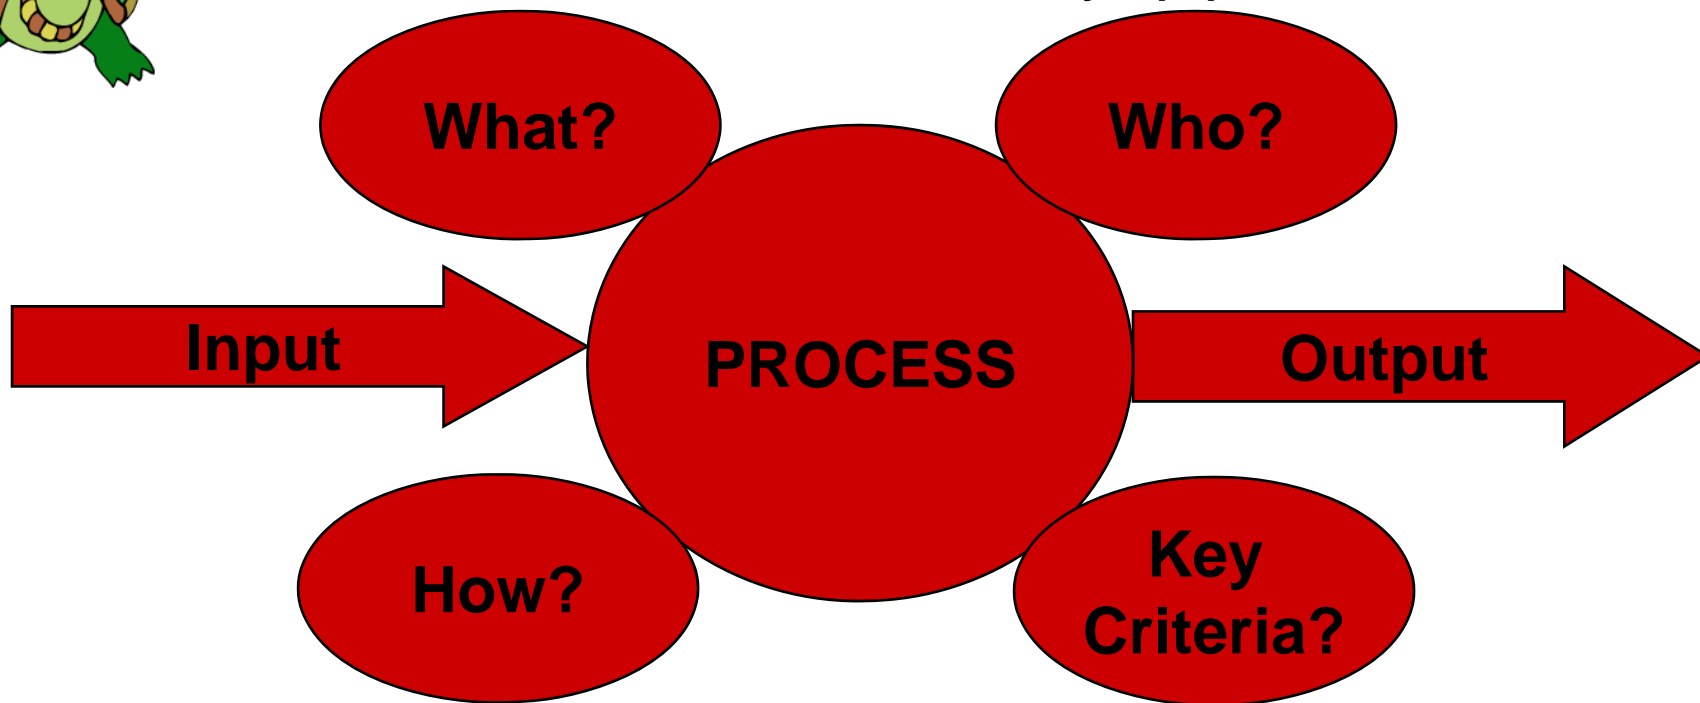 What?
Who?
Input
PROCESS
Output
How?
Key
Criteria?